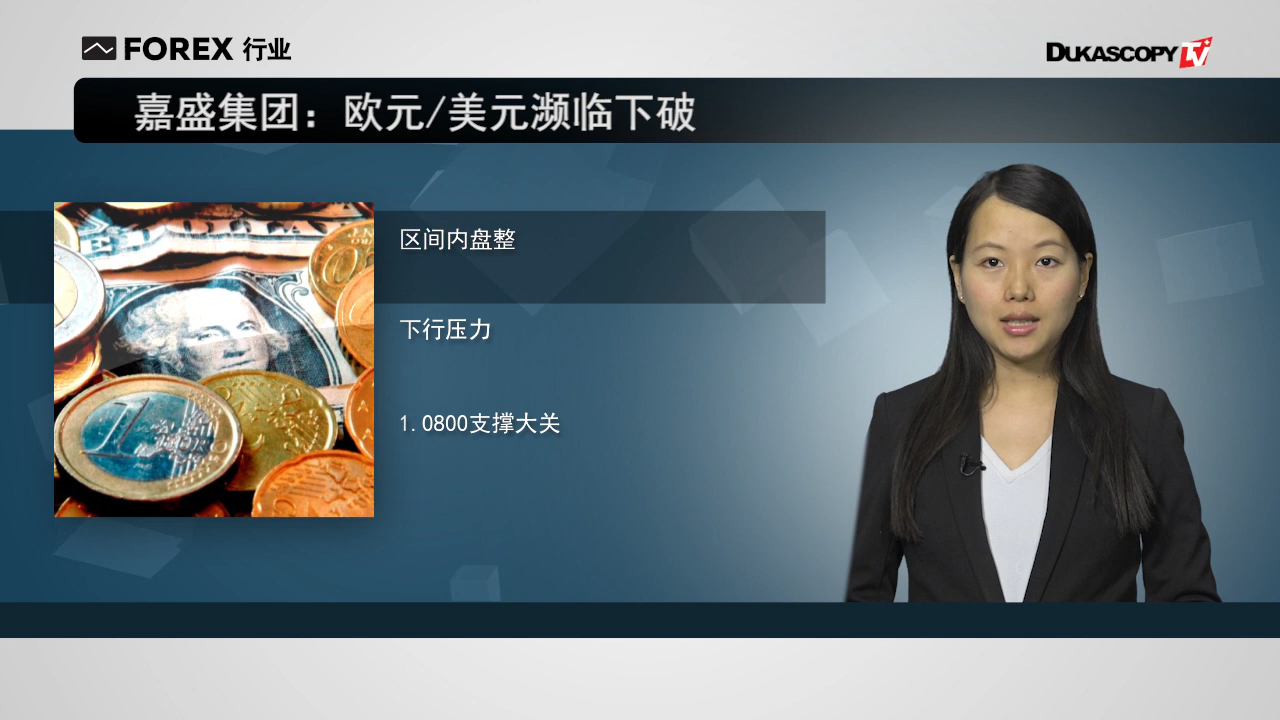 FOREX 行业
DUKASCOPY TV
嘉盛集团：欧元/美元濒临下破
区间内盘整
下行压力
1.0800支撑大关